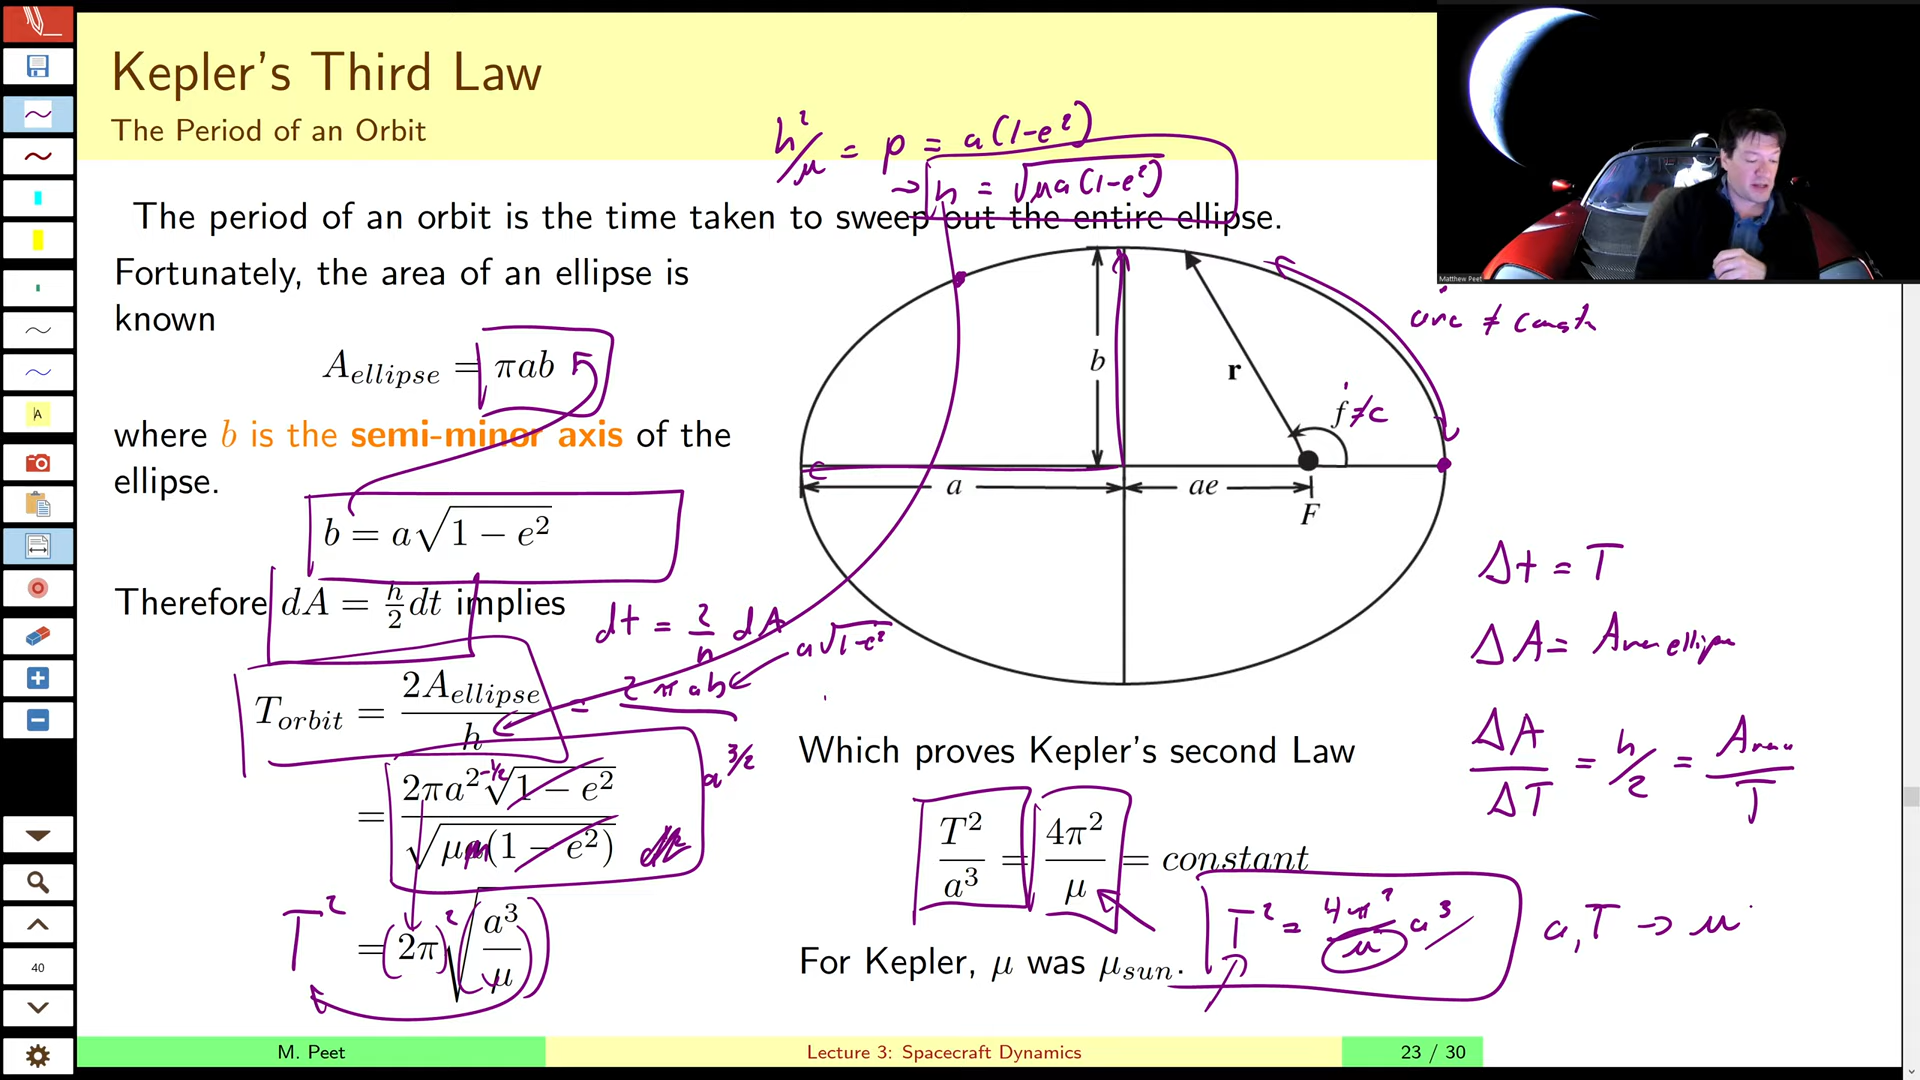 Kepler's Third Law
The Period of an Orbit
h²/μ = p = a(1-e²)
→ h = √μa(1-e²)
The period of an orbit is the time taken to sweep out the entire ellipse.
Fortunately, the area of an ellipse is
known
A_ellipse = πab
where b is the semi-minor axis of the
ellipse.
b = a√1 − e²
Therefore dA = h/2 dt implies
dt = 2/h dA
a√1-e²
T_orbit = 2A_ellipse/h = 2πab
= 2πa²√1 − e² / √μa(1 − e²)
-1/2
a^3/2
T² = (2π)²(√a³/μ)
b
r
ḟ ≠ c
a
ae
F
arc ≠ const
Matthew Peet
Δt = T
ΔA = Area ellipse
ΔA/ΔT = h/2 = Area/T
Which proves Kepler's second Law
T²/a³ = 4π²/μ = constant
T² = 4π²/μ a³
a,T → μ
For Kepler, μ was μ_sun.
A
40
M. Peet
Lecture 3: Spacecraft Dynamics
23 / 30